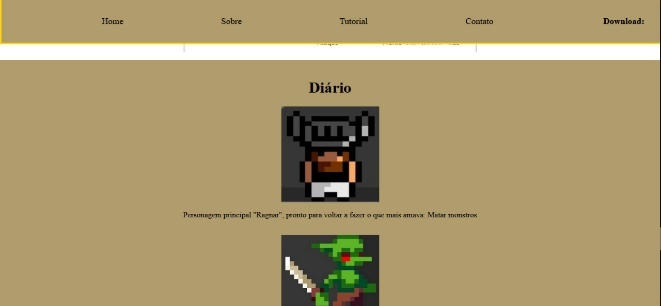 Home Sobre Tutorial Contato Download:
Diário
Personagem principal "Ragnar", pronto para voltar a fazer o que mais amava: Matar monstros